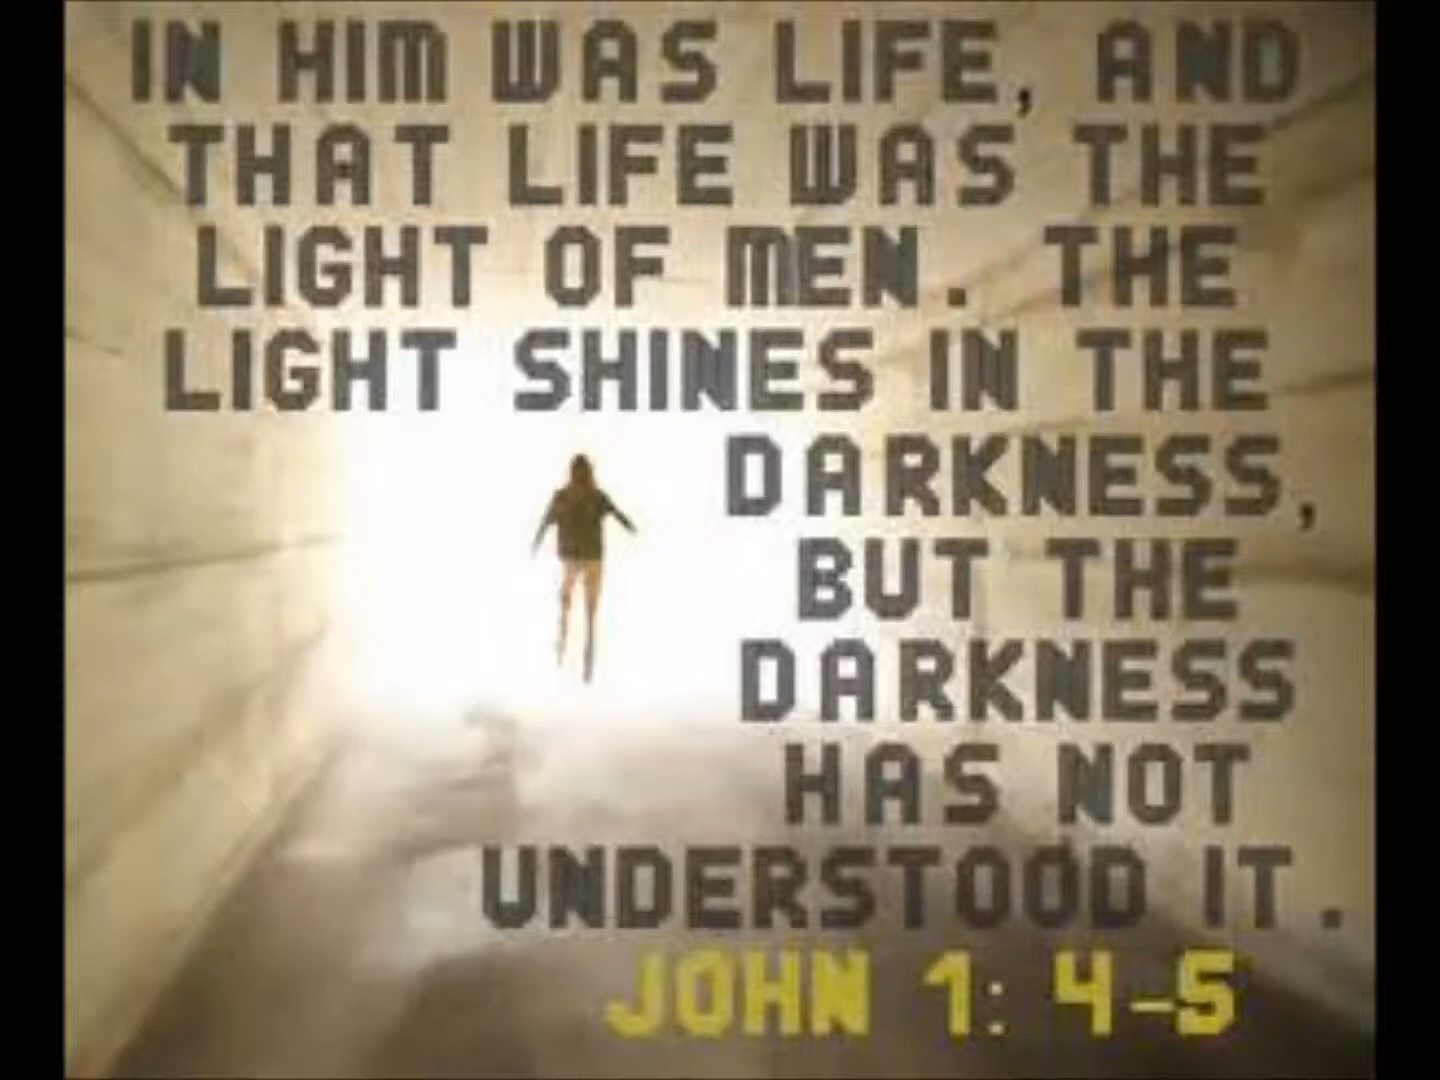 IN HIM WAS LIFE, AND
THAT LIFE WAS THE
LIGHT OF MEN. THE
LIGHT SHINES IN THE
DARKNESS,
BUT THE
DARKNESS
HAS NOT
UNDERSTOOD IT.
JOHN 1: 4-5